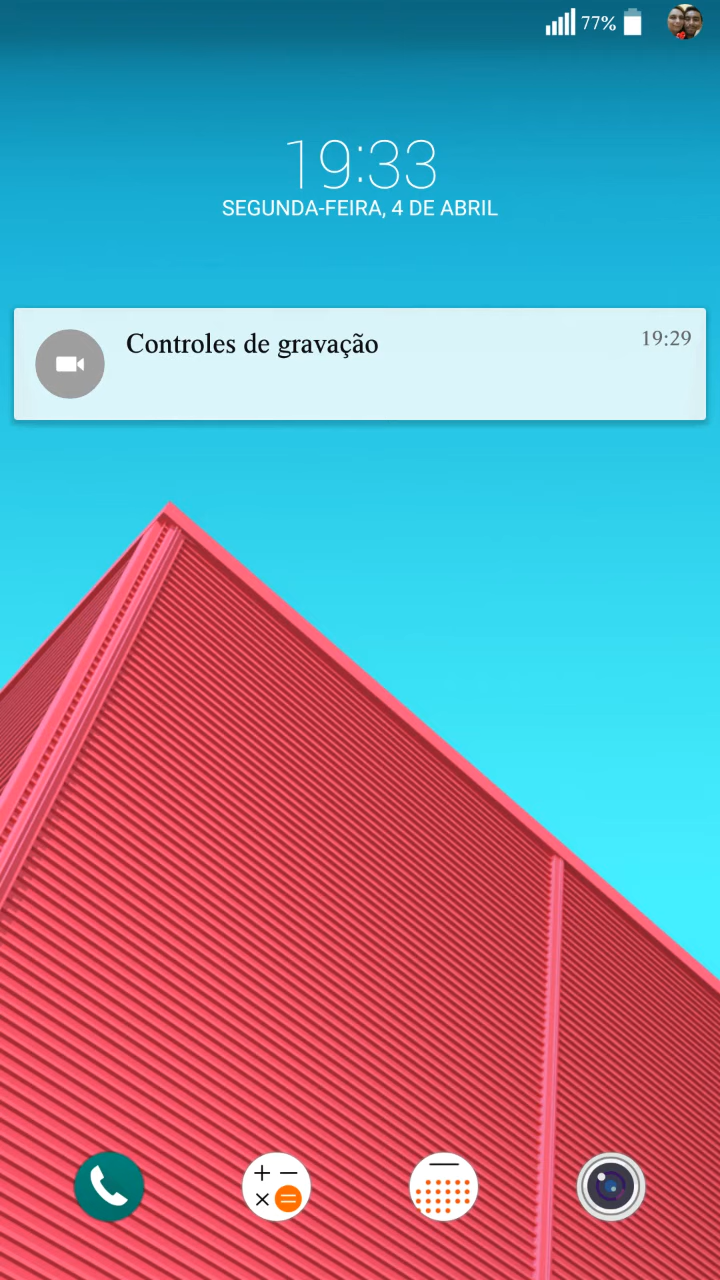 77%
19:33
SEGUNDA-FEIRA, 4 DE ABRIL
Controles de gravação
19:29